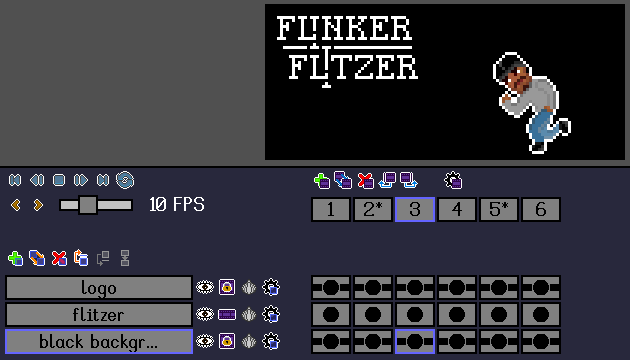 FUNKER
FLITZER
10 FPS
1 2* 3 4 5* 6
logo
flitzer
black backgr...